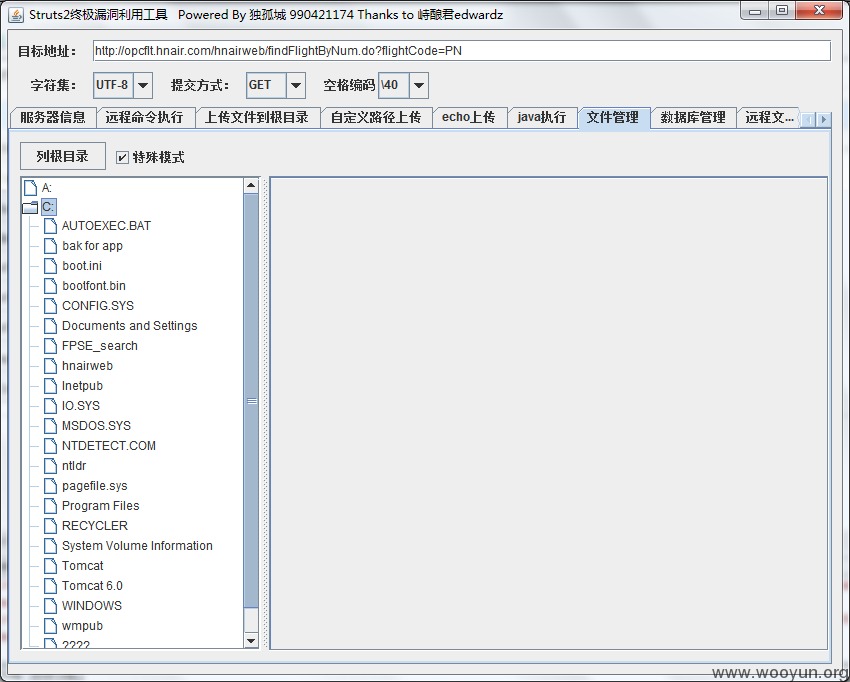 Struts2终极漏洞利用工具 Powered By 独孤城 990421174 Thanks to 峙酿君edwardz
目标地址： http://opcflt.hnair.com/hnairweb/findFlightByNum.do?flightCode=PN
字符集： UTF-8 提交方式： GET 空格编码 \40
服务器信息 远程命令执行 上传文件到根目录 自定义路径上传 echo上传 java执行 文件管理 数据库管理 远程文...
列根目录 特殊模式
A:
C:
AUTOEXEC.BAT
bak for app
boot.ini
bootfont.bin
CONFIG.SYS
Documents and Settings
FPSE_search
hnairweb
Inetpub
IO.SYS
MSDOS.SYS
NTDETECT.COM
ntldr
pagefile.sys
Program Files
RECYCLER
System Volume Information
Tomcat
Tomcat 6.0
WINDOWS
wmpub
????
www.wooyun.org